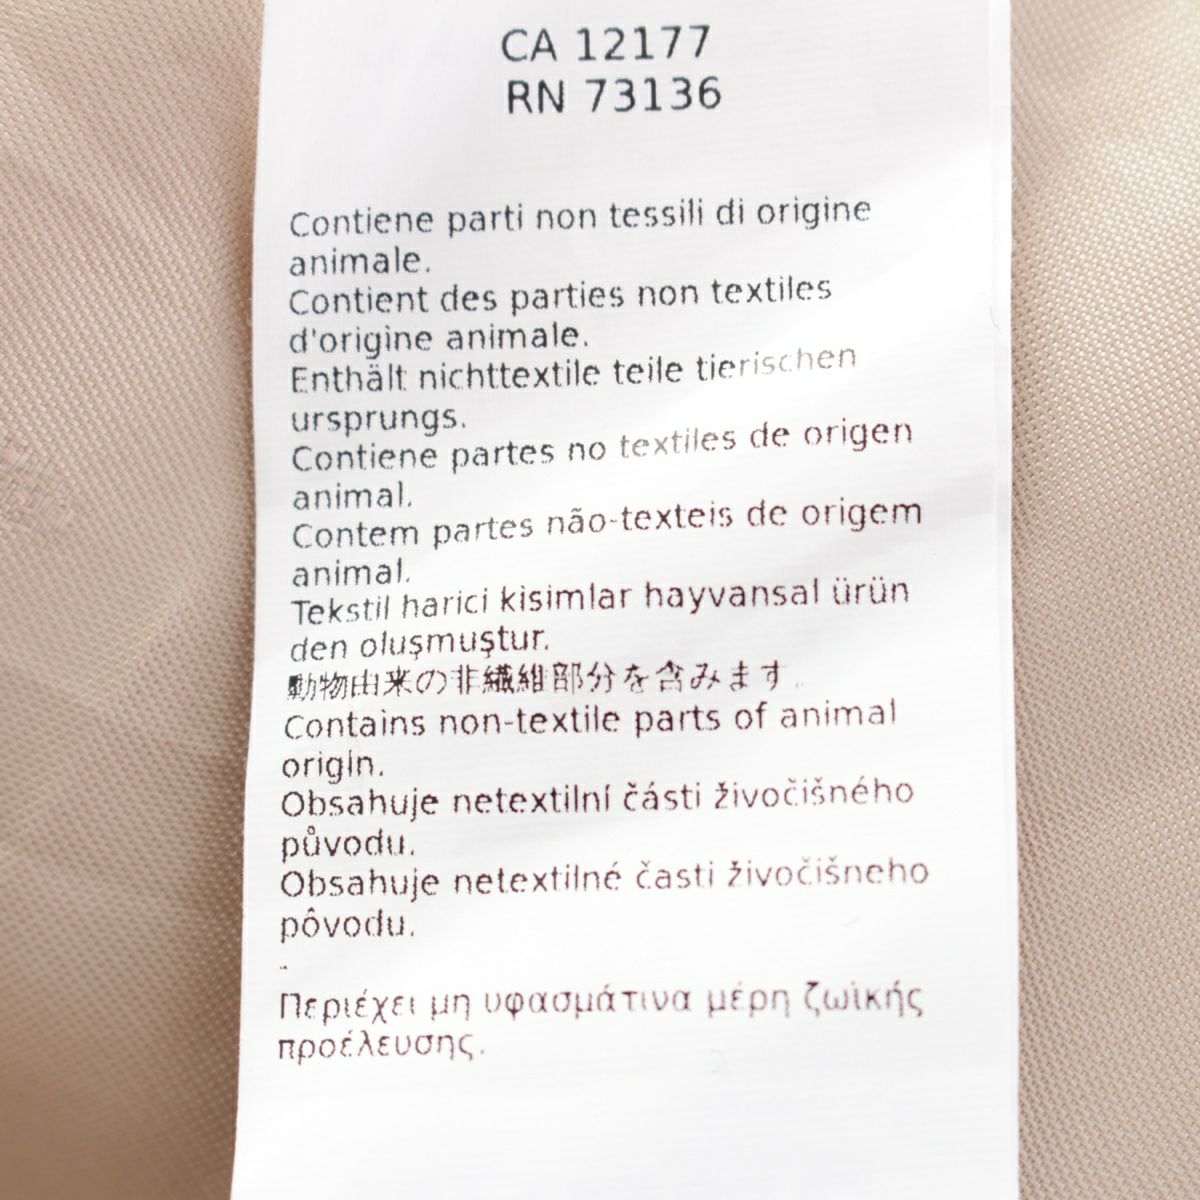 CA 12177
RN 73136
Contiene parti non tessili di origine
animale.
Contient des parties non textiles
d'origine animale.
Enthält nichttextile teile tierischen
ursprungs.
Contiene partes no textiles de origen
animal.
Contem partes não-texteis de origem
animal.
Tekstil harici kisimlar hayvansal ürün
den oluşmuştur.
動物由来の非繊維部分を含みます.
Contains non-textile parts of animal
origin.
Obsahuje netextilní části živočišného
původu.
Obsahuje netextilné časti živočišneho
pôvodu.
.
Περιέχει μη υφασμάτινα μέρη ζωϊκής
προέλευσης.